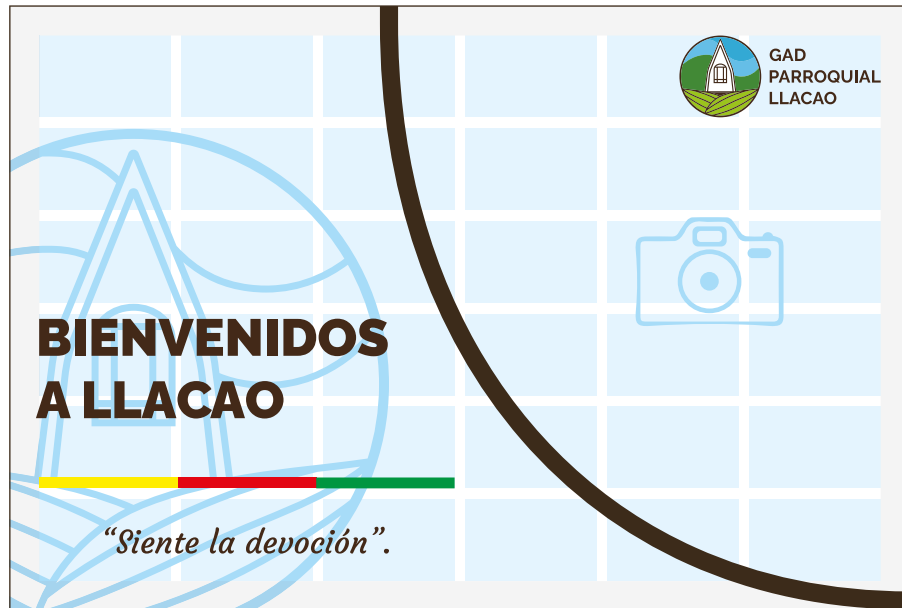 GAD
PARROQUIAL
LLACAO
BIENVENIDOS
A LLACAO
“Siente la devoción”.